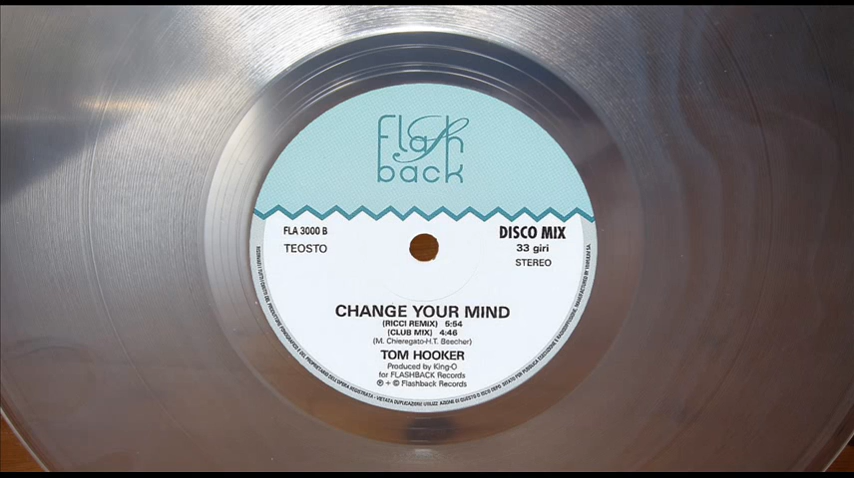 Flash
back
FLA 3000 B
DISCO MIX
TEOSTO
33 giri
STEREO
CHANGE YOUR MIND
(RICCI REMIX) 5:54
(CLUB MIX) 4:46
(M. Chieregato-H.T. Beecher)
TOM HOOKER
Produced by King-O
for FLASHBACK Records
℗ + © Flashback Records